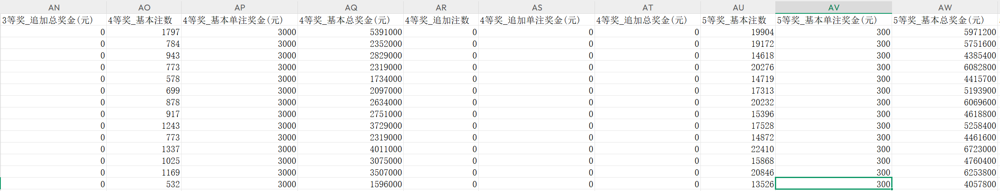 AN AO AP AQ AR AS AT AU AV AW
3等奖_追加总奖金(元) 4等奖_基本注数 4等奖_基本单注奖金(元) 4等奖_基本总奖金(元) 4等奖_追加注数 4等奖_追加单注奖金(元) 4等奖_追加总奖金(元) 5等奖_基本注数 5等奖_基本单注奖金(元) 5等奖_基本总奖金(元)
0 1797 3000 5391000 0 0 0 19904 300 5971200
0 784 3000 2352000 0 0 0 19172 300 5751600
0 943 3000 2829000 0 0 0 14618 300 4385400
0 773 3000 2319000 0 0 0 20276 300 6082800
0 578 3000 1734000 0 0 0 14719 300 4415700
0 699 3000 2097000 0 0 0 17313 300 5193900
0 878 3000 2634000 0 0 0 20232 300 6069600
0 917 3000 2751000 0 0 0 15396 300 4618800
0 1243 3000 3729000 0 0 0 17528 300 5258400
0 773 3000 2319000 0 0 0 14872 300 4461600
0 1337 3000 4011000 0 0 0 22410 300 6723000
0 1025 3000 3075000 0 0 0 15868 300 4760400
0 1169 3000 3507000 0 0 0 20846 300 6253800
0 532 3000 1596000 0 0 0 13526 300 4057800